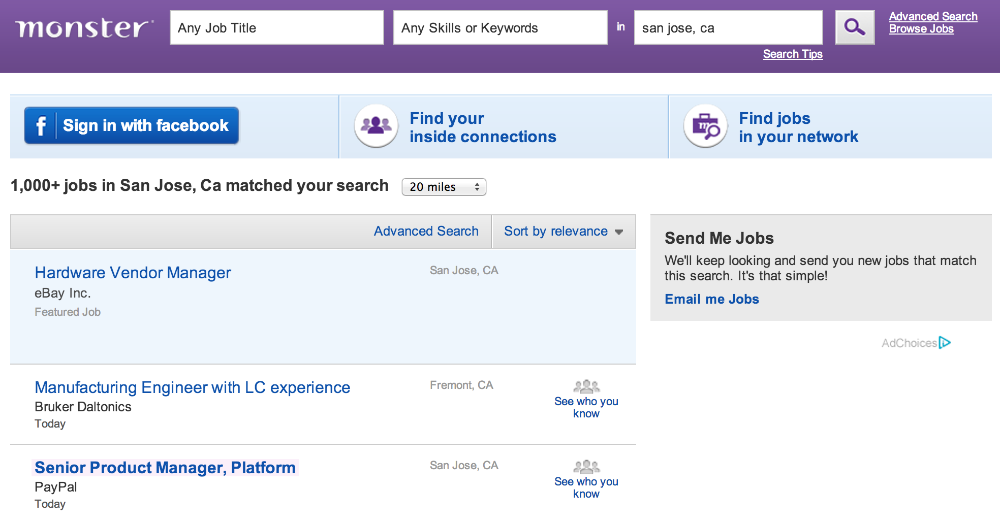 monster
Any Job Title
Any Skills or Keywords
in
san jose, ca
Advanced Search
Browse Jobs
Search Tips
f
Sign in with facebook
Find your
inside connections
m
Find jobs
in your network
1,000+ jobs in San Jose, Ca matched your search
20 miles
Advanced Search
Sort by relevance
Hardware Vendor Manager
San Jose, CA
eBay Inc.
Featured Job
Send Me Jobs
We'll keep looking and send you new jobs that match
this search. It's that simple!
Email me Jobs
AdChoices
Manufacturing Engineer with LC experience
Fremont, CA
Bruker Daltonics
Today
See who you
know
Senior Product Manager, Platform
San Jose, CA
PayPal
Today
See who you
know